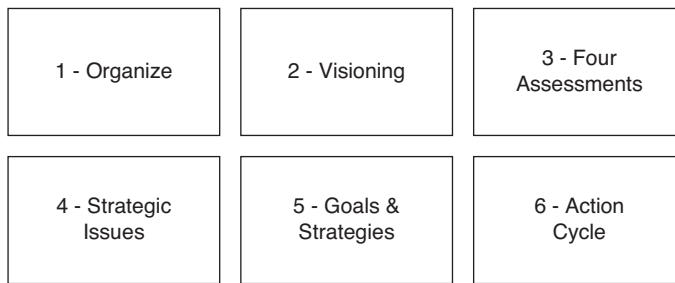 1 - Organize
2 - Visioning
3 - Four
Assessments
4 - Strategic
Issues
5 - Goals &
Strategies
6 - Action
Cycle